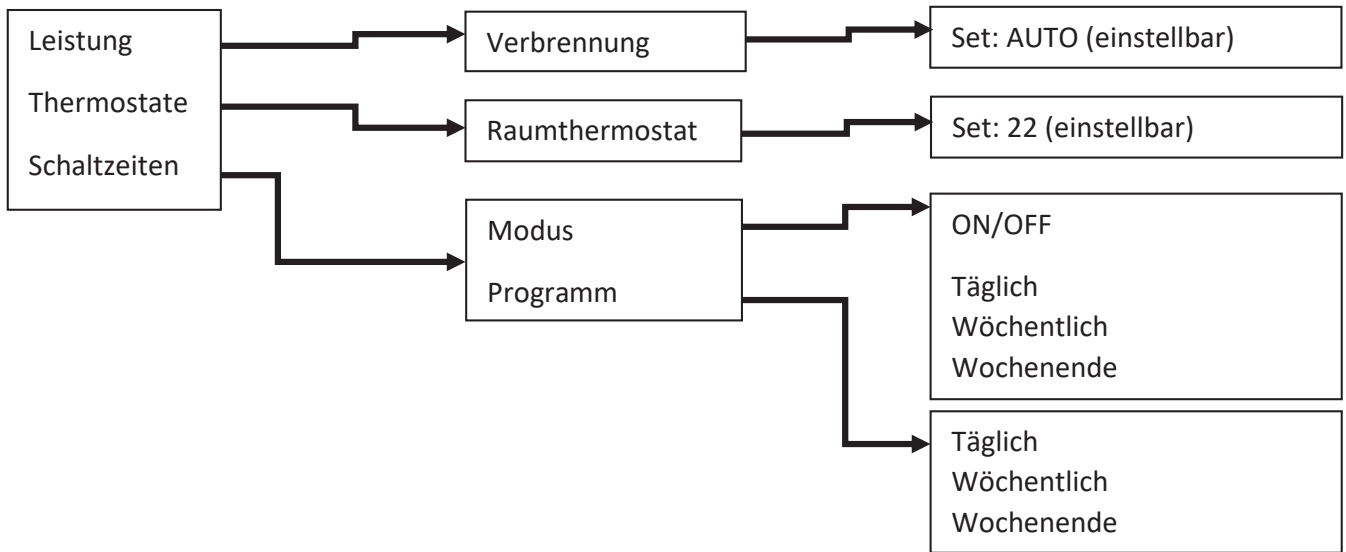 Leistung
Thermostate
Schaltzeiten
Verbrennung
Raumthermostat
Modus
Programm
Set: AUTO (einstellbar)
Set: 22 (einstellbar)
ON/OFF
Täglich
Wöchentlich
Wochenende
Täglich
Wöchentlich
Wochenende